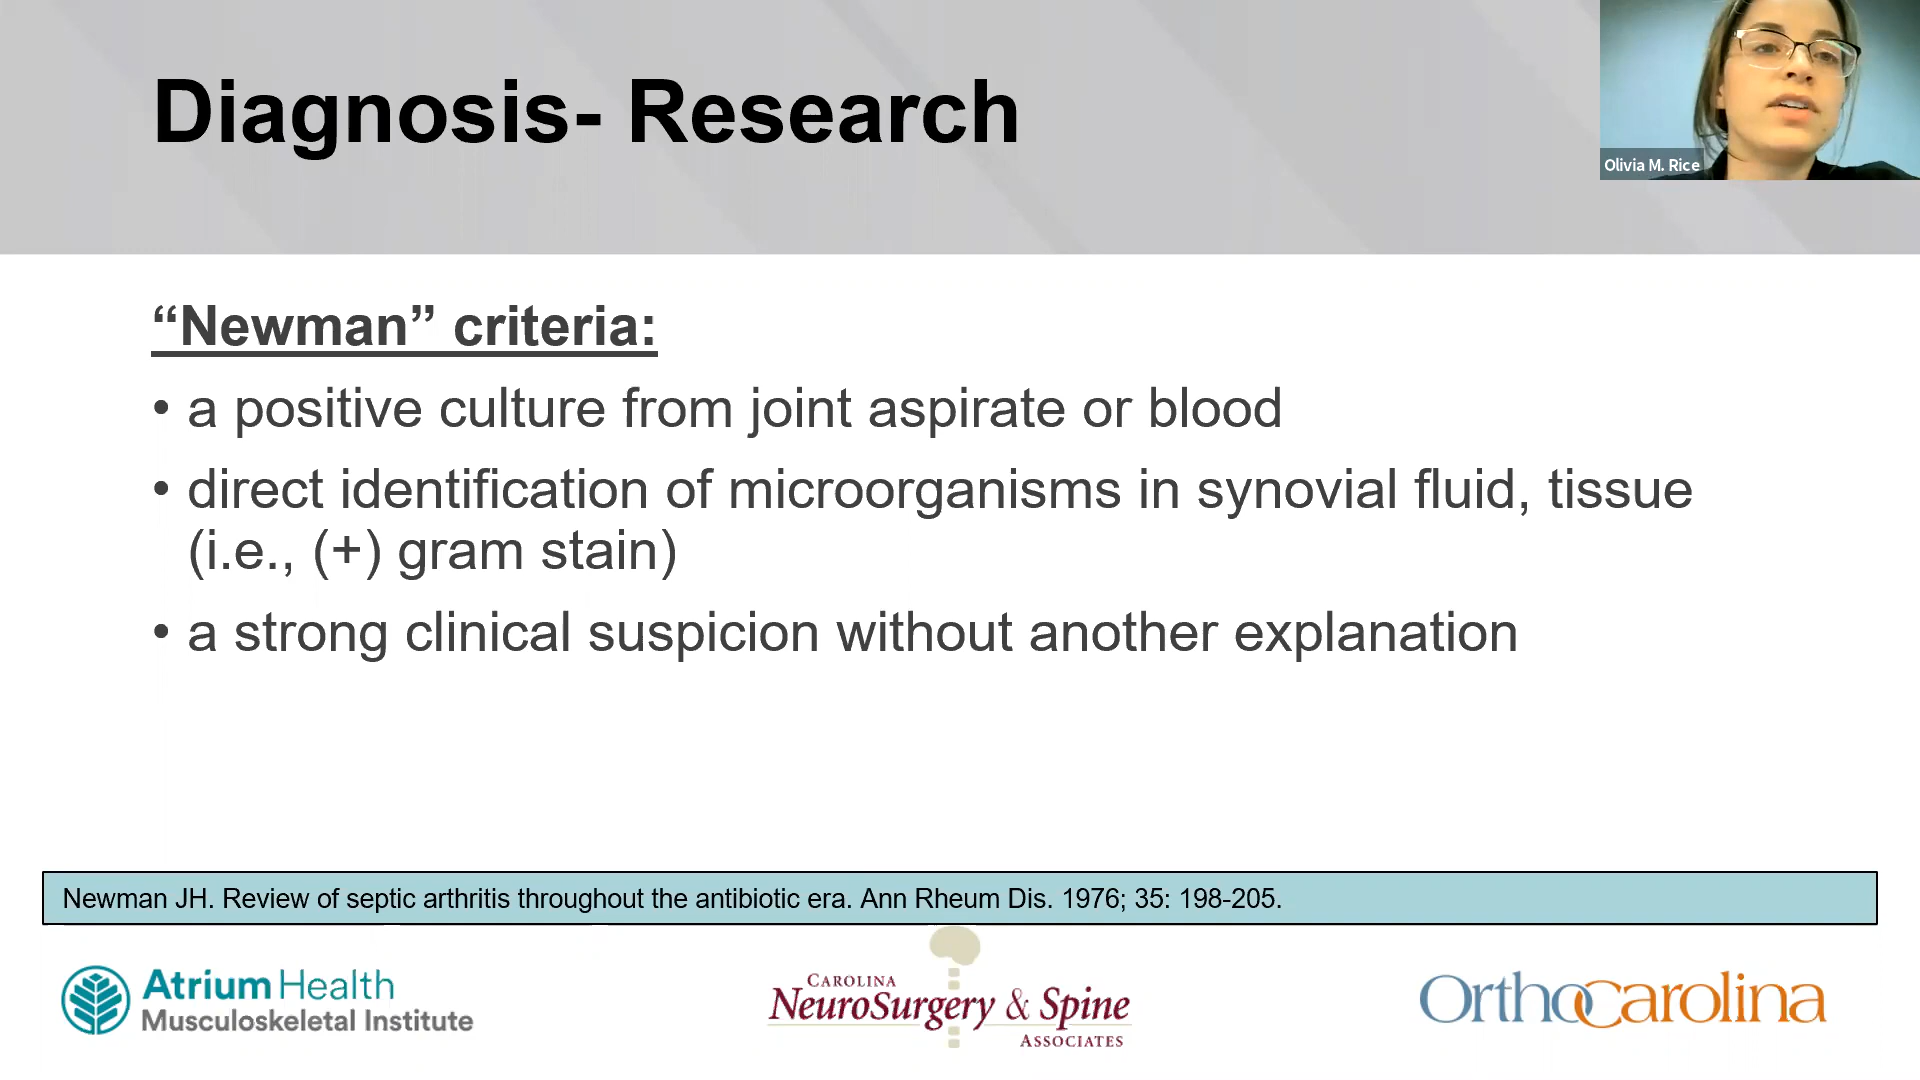 Diagnosis- Research
Olivia M. Rice
“Newman” criteria:
• a positive culture from joint aspirate or blood
• direct identification of microorganisms in synovial fluid, tissue
(i.e., (+) gram stain)
• a strong clinical suspicion without another explanation
Newman JH. Review of septic arthritis throughout the antibiotic era. Ann Rheum Dis. 1976; 35: 198-205.
Atrium Health
Musculoskeletal Institute
CAROLINA
NEUROSURGERY & SPINE
ASSOCIATES
OrthoCarolina